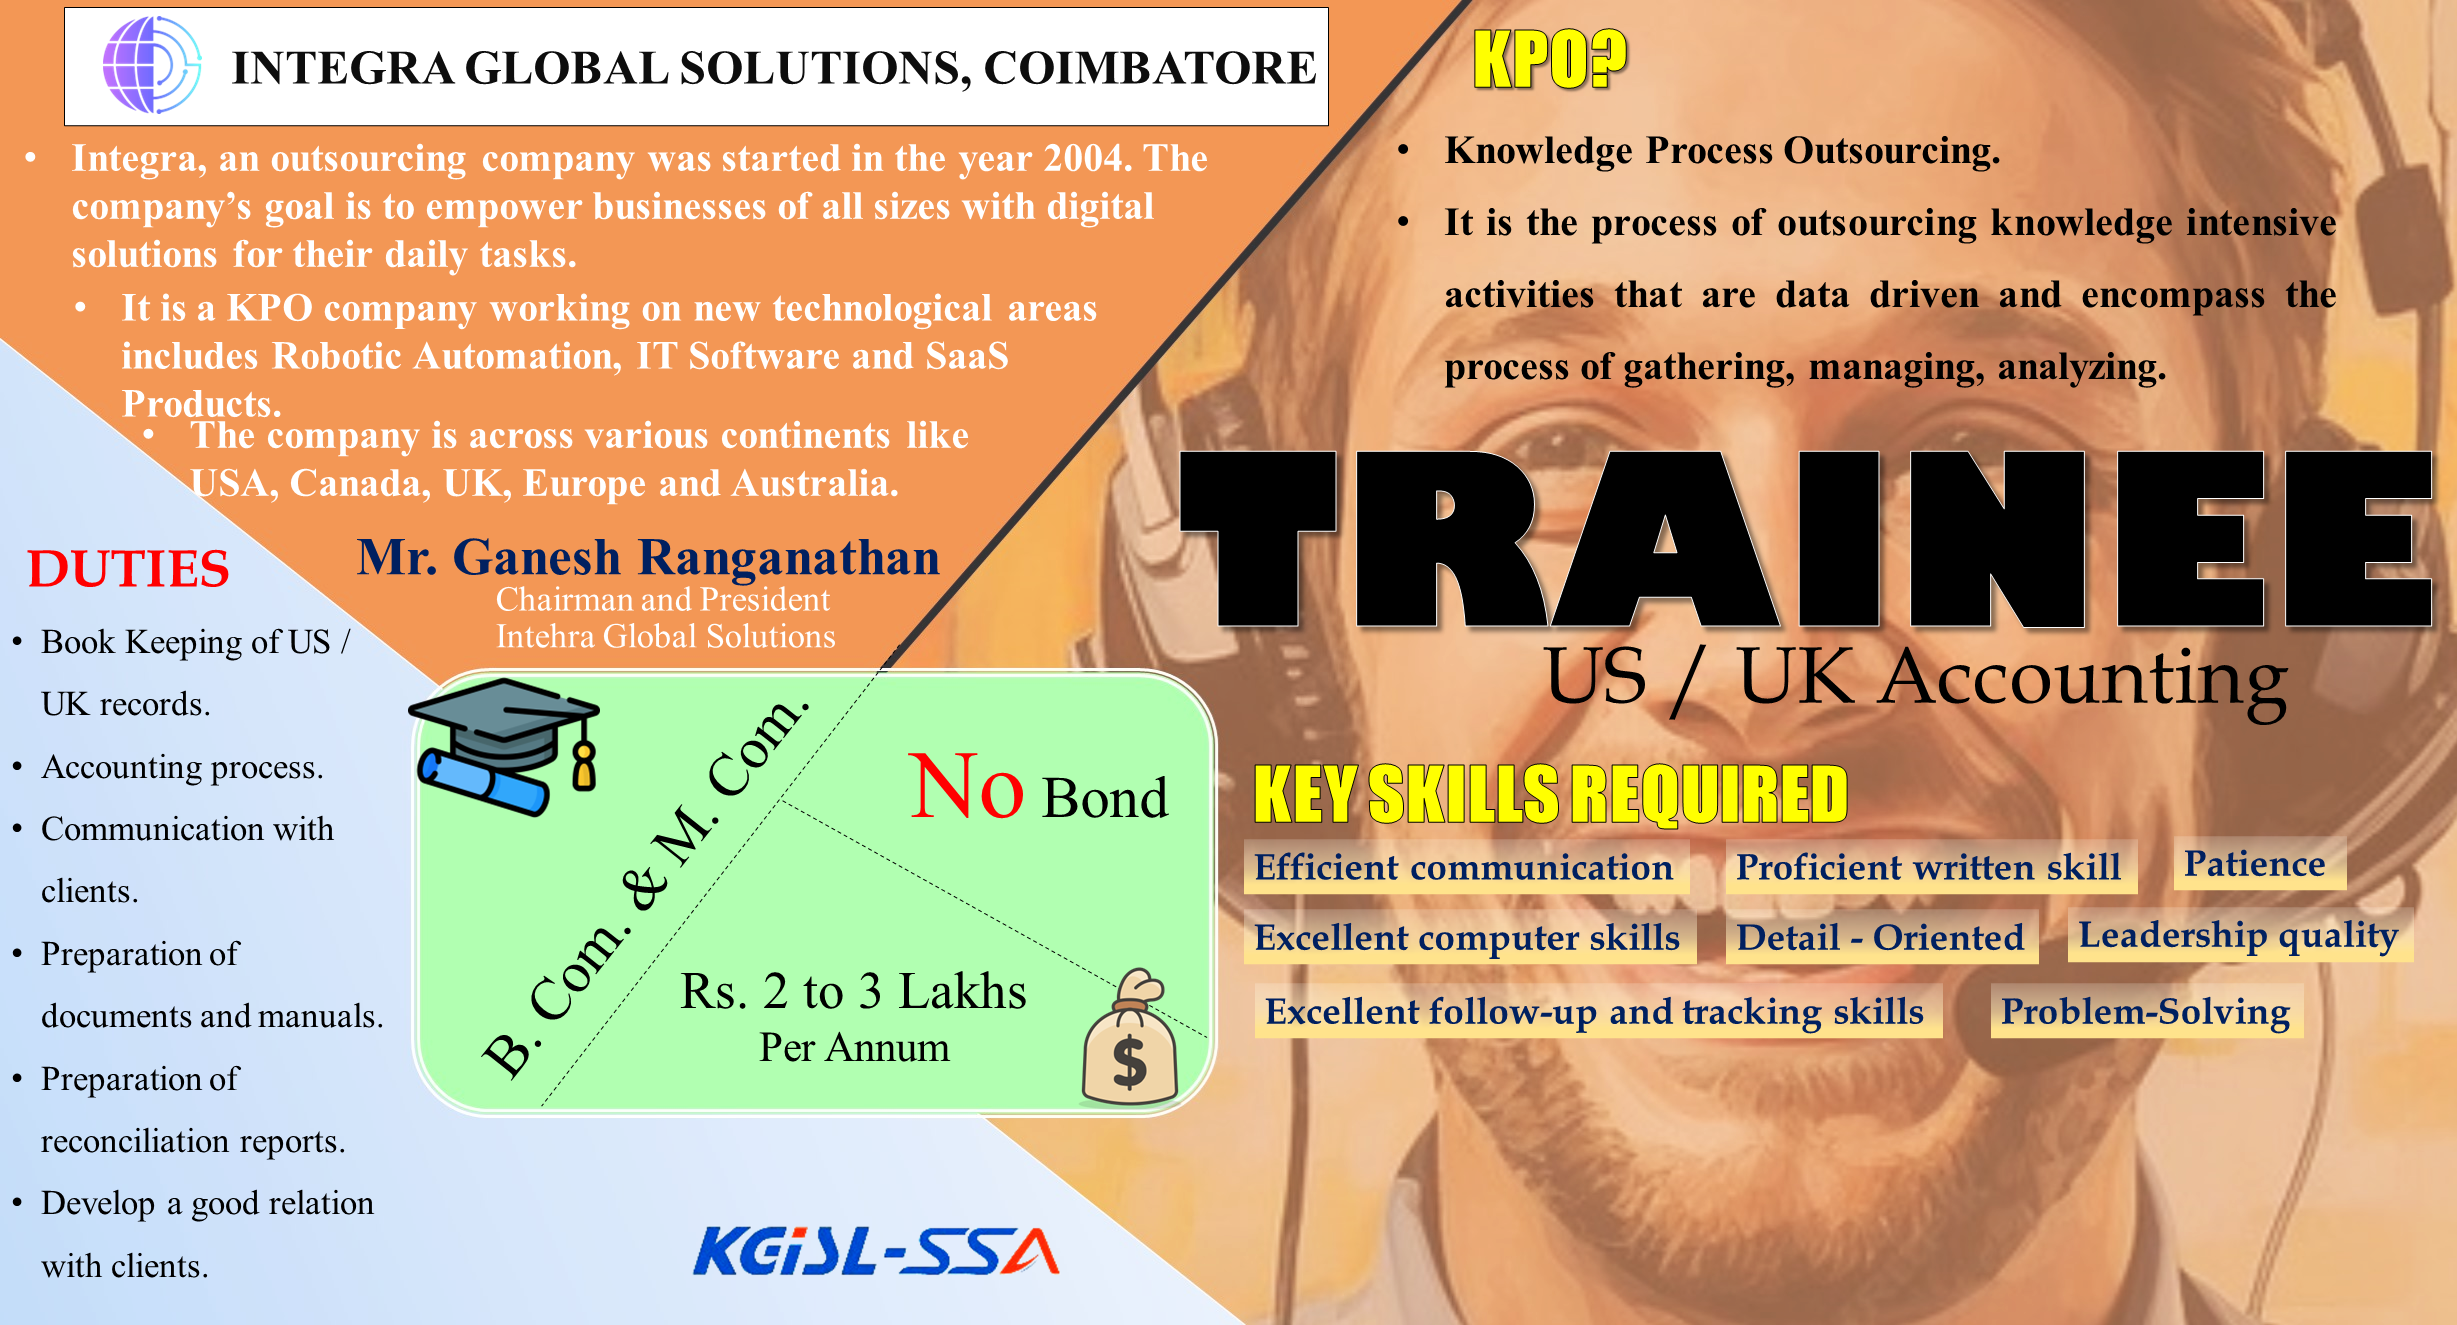 INTEGRA GLOBAL SOLUTIONS, COIMBATORE
• Integra, an outsourcing company was started in the year 2004. The
company’s goal is to empower businesses of all sizes with digital
solutions for their daily tasks.
• It is a KPO company working on new technological areas
includes Robotic Automation, IT Software and SaaS
Products.
• The company is across various continents like
USA, Canada, UK, Europe and Australia.
Mr. Ganesh Ranganathan
Chairman and President
Intehra Global Solutions
DUTIES
• Book Keeping of US /
UK records.
• Accounting process.
• Communication with
clients.
• Preparation of
documents and manuals.
• Preparation of
reconciliation reports.
• Develop a good relation
with clients.
B. Com. & M. Com.
No Bond
Rs. 2 to 3 Lakhs
Per Annum
$
KGiSL-SSA
KPO?
• Knowledge Process Outsourcing.
• It is the process of outsourcing knowledge intensive
activities that are data driven and encompass the
process of gathering, managing, analyzing.
TRAINEE
US / UK Accounting
KEY SKILLS REQUIRED
Efficient communication Proficient written skill Patience
Excellent computer skills Detail - Oriented Leadership quality
Excellent follow-up and tracking skills Problem-Solving